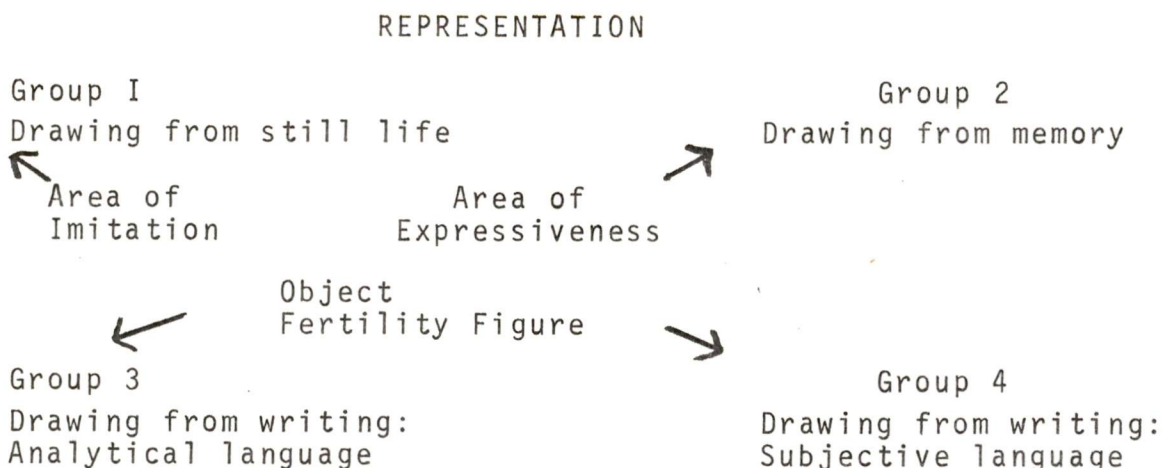 REPRESENTATION
Group I
Group 2
Drawing from still life
Drawing from memory
Area of
Imitation
Area of
Expressiveness
Object
Fertility Figure
Group 3
Drawing from writing:
Analytical language
Group 4
Drawing from writing:
Subjective language